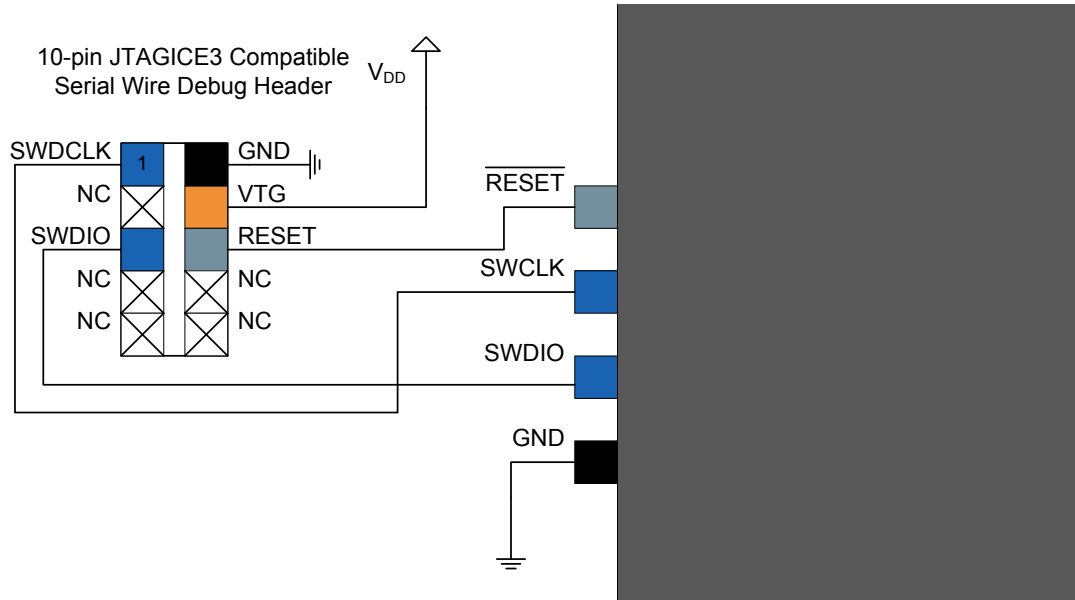 10-pin JTAGICE3 Compatible
Serial Wire Debug Header
VDD
SWDCLK
1
GND
NC
VTG
SWDIO
RESET
NC
NC
NC
NC
RESET
SWCLK
SWDIO
GND